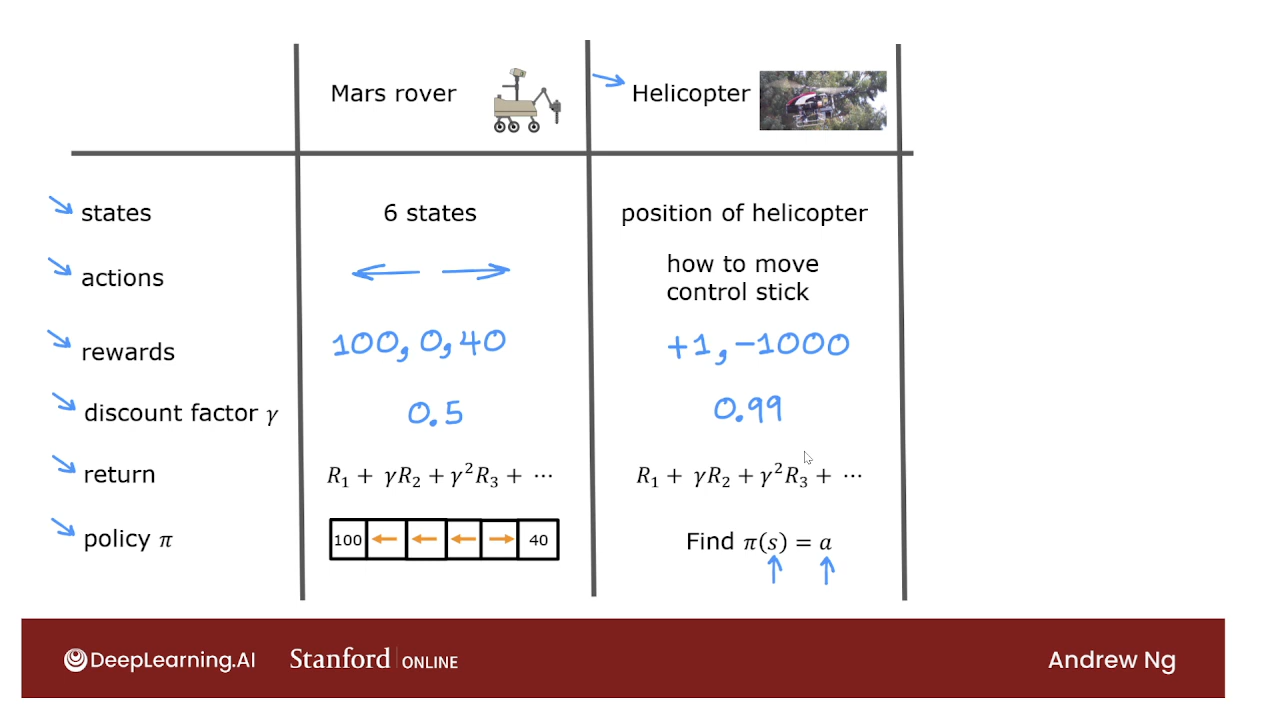 Mars rover Helicopter
states 6 states position of helicopter
actions ← → how to move
control stick
rewards 100, 0, 40 +1, -1000
discount factor γ 0.5 0.99
return R₁ + γR₂ + γ²R₃ + ⋯ R₁ + γR₂ + γ²R₃ + ⋯
policy π 100 ← ← ← → 40 Find π(s) = a
DeepLearning.AI Stanford | ONLINE Andrew Ng